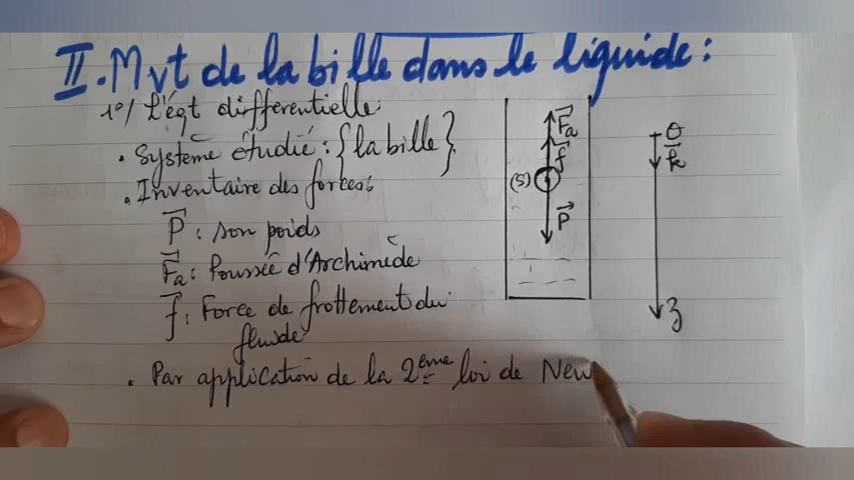 II. Mvt de la bille dans le liquide :
1°/ L'éqt differentielle
. Système étudié : {la bille}
. Inventaire des forces :
P : son poids
Fa : Poussée d'Archimède
f : Force de frottement du
fluide
. Par application de la 2ème loi de New
Fa
f
(S)
P
O
k
z